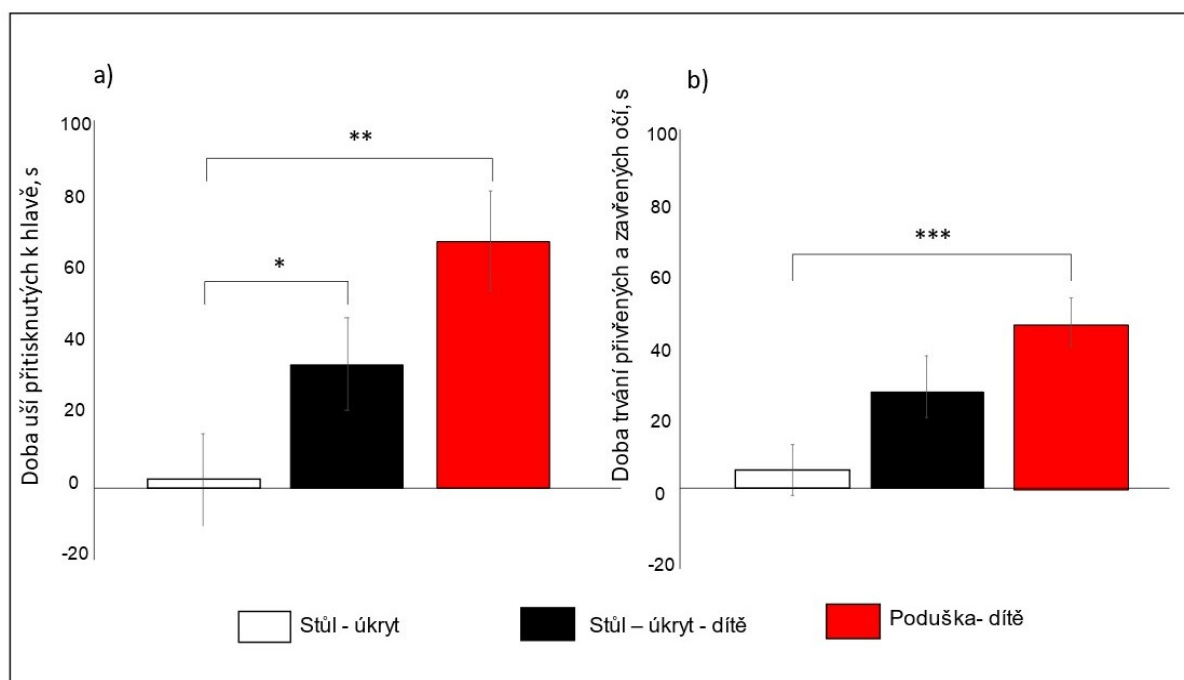 a)
Doba uší přitisknutých k hlavě, s
100
80
60
40
20
0
-20
**
*
b)
Doba trvání přivřených a zavřených očí, s
100
80
60
40
20
0
-20
***
Stůl - úkryt
Stůl – úkryt - dítě
Poduška- dítě